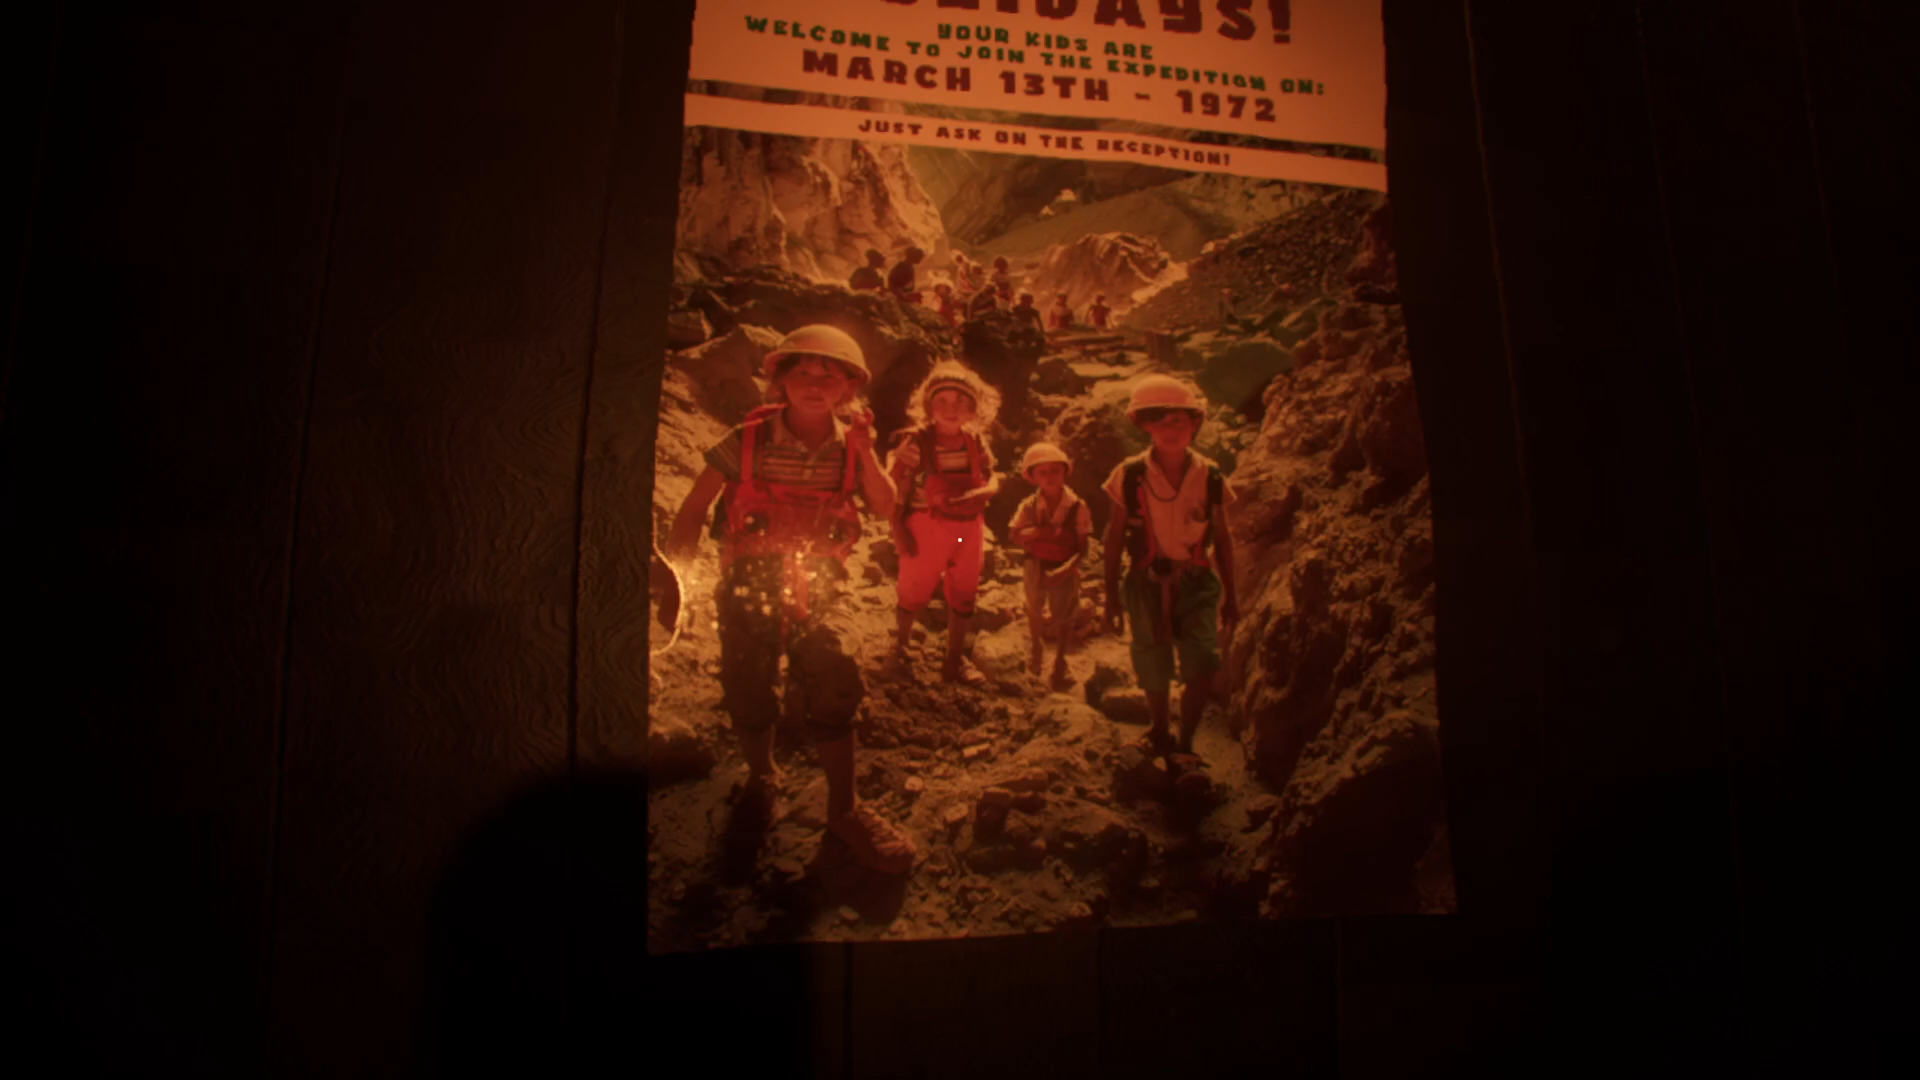 YOUR KIDS ARE
WELCOME TO JOIN THE EXPEDITION ON:
MARCH 13TH - 1972
JUST ASK ON THE RECEPTION!